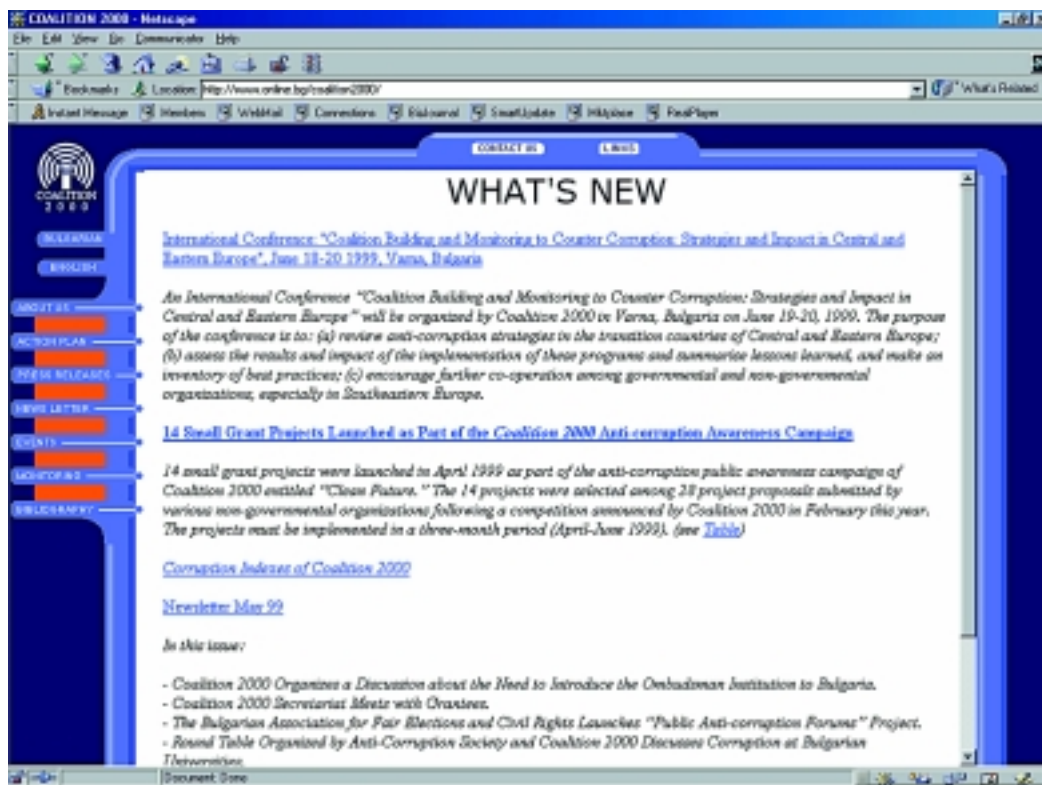 COALITION 2000 - Netscape
File Edit View Go Communicator Help
Bookmarks Location: http://www.online.bg/coalition2000/ What's Related
Instant Message Members WebMail Connections BizJournal SmartUpdate Mktplace RealPlayer
CONTACT US LINKS
COALITION
2000
BULGARIAN
ENGLISH
ABOUT US
ACTION PLAN
PRESS RELEASES
NEWS LETTER
EVENTS
MONITORING
BIBLIOGRAPHY
WHAT'S NEW
International Conference: "Coalition Building and Monitoring to Counter Corruption: Strategies and Impact in Central and
Eastern Europe", June 18-20 1999, Varna, Bulgaria
An International Conference "Coalition Building and Monitoring to Counter Corruption: Strategies and Impact in
Central and Eastern Europe" will be organized by Coalition 2000 in Varna, Bulgaria on June 19-20, 1999. The purpose
of the conference is to: (a) review anti-corruption strategies in the transition countries of Central and Eastern Europe;
(b) assess the results and impact of the implementation of these programs and summarise lessons learned, and make an
inventory of best practices; (c) encourage further co-operation among governmental and non-governmental
organizations, especially in Southeastern Europe.
14 Small Grant Projects Launched as Part of the Coalition 2000 Anti-corruption Awareness Campaign
14 small grant projects were launched in April 1999 as part of the anti-corruption public awareness campaign of
Coalition 2000 entitled "Clean Future." The 14 projects were selected among 28 project proposals submitted by
various non-governmental organizations following a competition announced by Coalition 2000 in February this year.
The projects must be implemented in a three-month period (April-June 1999). (see Table)
Corruption Indexes of Coalition 2000
Newsletter May 99
In this issue:
- Coalition 2000 Organizes a Discussion about the Need to Introduce the Ombudsman Institution to Bulgaria.
- Coalition 2000 Secretariat Meets with Grantees.
- The Bulgarian Association for Fair Elections and Civil Rights Launches "Public Anti-corruption Forums" Project.
- Round Table Organized by Anti-Corruption Society and Coalition 2000 Discusses Corruption at Bulgarian
Universities.
Document: Done